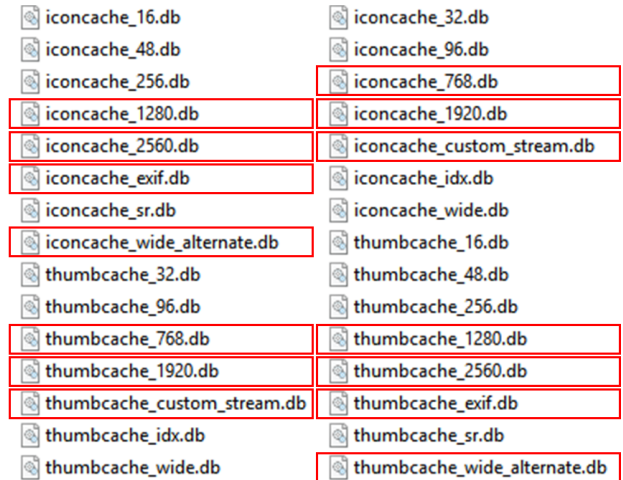 iconcache_16.db iconcache_32.db
iconcache_48.db iconcache_96.db
iconcache_256.db iconcache_768.db
iconcache_1280.db iconcache_1920.db
iconcache_2560.db iconcache_custom_stream.db
iconcache_exif.db iconcache_idx.db
iconcache_sr.db iconcache_wide.db
iconcache_wide_alternate.db thumbcache_16.db
thumbcache_32.db thumbcache_48.db
thumbcache_96.db thumbcache_256.db
thumbcache_768.db thumbcache_1280.db
thumbcache_1920.db thumbcache_2560.db
thumbcache_custom_stream.db thumbcache_exif.db
thumbcache_idx.db thumbcache_sr.db
thumbcache_wide.db thumbcache_wide_alternate.db